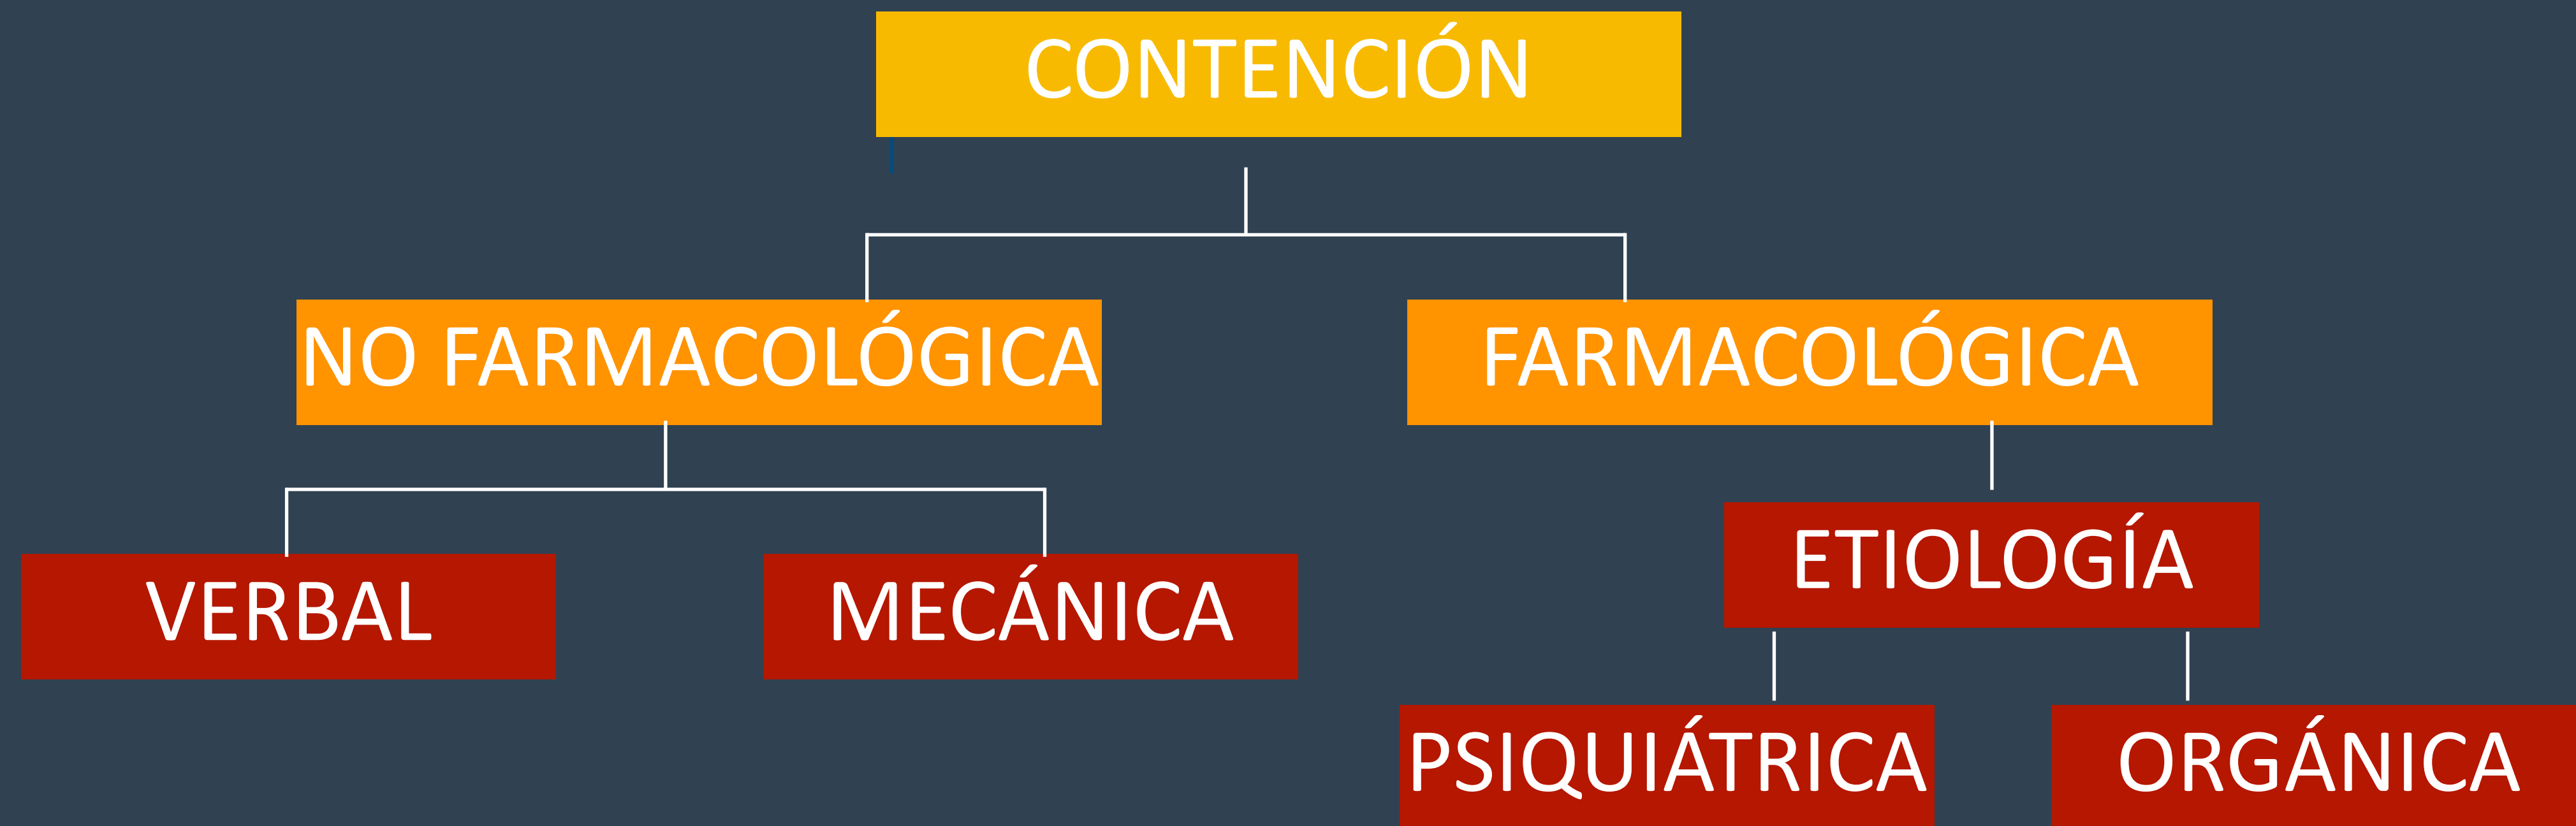 CONTENCIÓN
NO FARMACOLÓGICA
FARMACOLÓGICA
VERBAL
MECÁNICA
ETIOLOGÍA
PSIQUIÁTRICA
ORGÁNICA